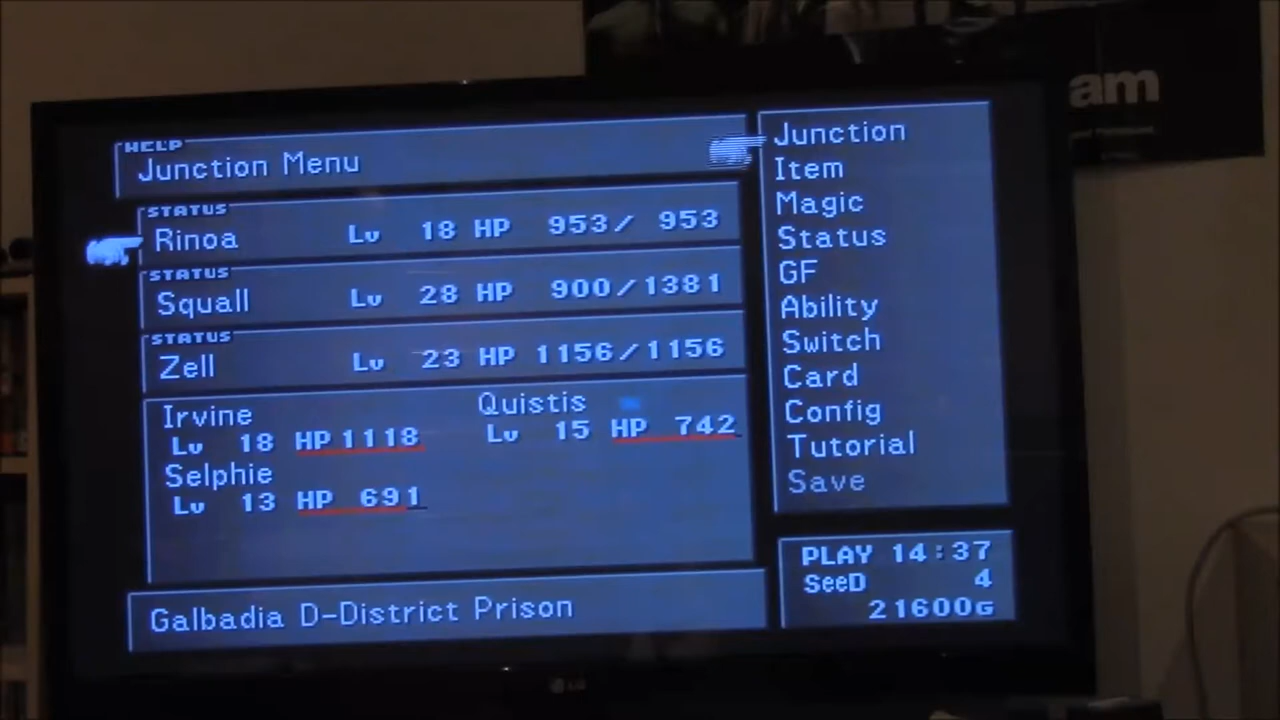 HELP
Junction Menu
STATUS
Rinoa Lv 18 HP 953/ 953
STATUS
Squall Lv 28 HP 900/1381
STATUS
Zell Lv 23 HP 1156/1156
Irvine
Lv 18 HP 1118
Quistis
Lv 15 HP 742
Selphie
Lv 13 HP 691
Galbadia D-District Prison
Junction
Item
Magic
Status
GF
Ability
Switch
Card
Config
Tutorial
Save
PLAY 14:37
SeeD 4
21600G
am
LG